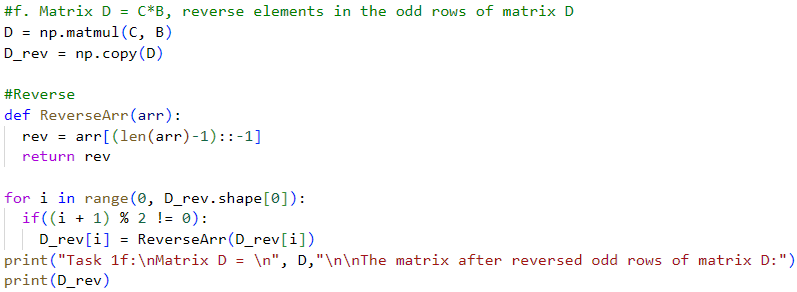 #f. Matrix D = C*B, reverse elements in the odd rows of matrix D
D = np.matmul(C, B)
D_rev = np.copy(D)

#Reverse
def ReverseArr(arr):
  rev = arr[(len(arr)-1)::-1]
  return rev

for i in range(0, D_rev.shape[0]):
  if((i + 1) % 2 != 0):
    D_rev[i] = ReverseArr(D_rev[i])
print("Task 1f:\nMatrix D = \n", D,"\n\nThe matrix after reversed odd rows of matrix D:")
print(D_rev)